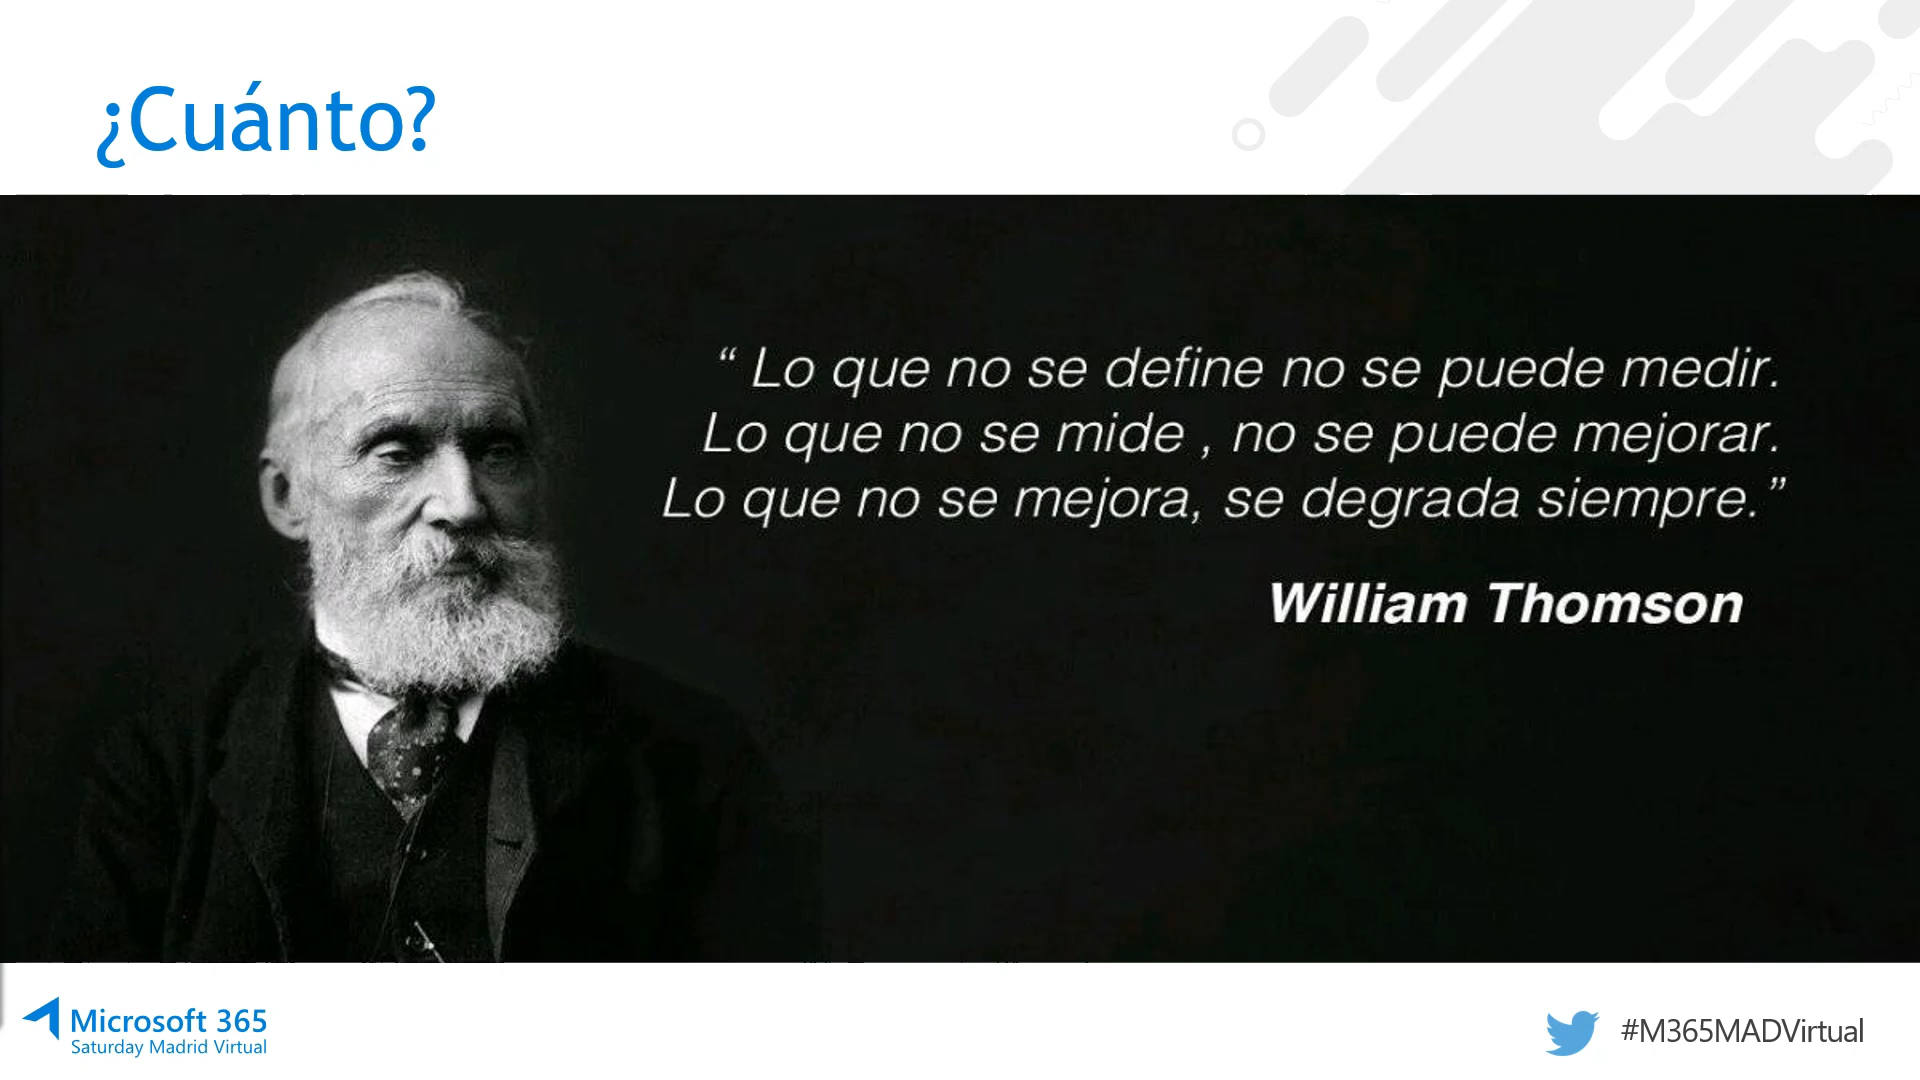 ¿Cuánto?
“ Lo que no se define no se puede medir.
Lo que no se mide , no se puede mejorar.
Lo que no se mejora, se degrada siempre.”
William Thomson
Microsoft 365
Saturday Madrid Virtual
#M365MADVirtual